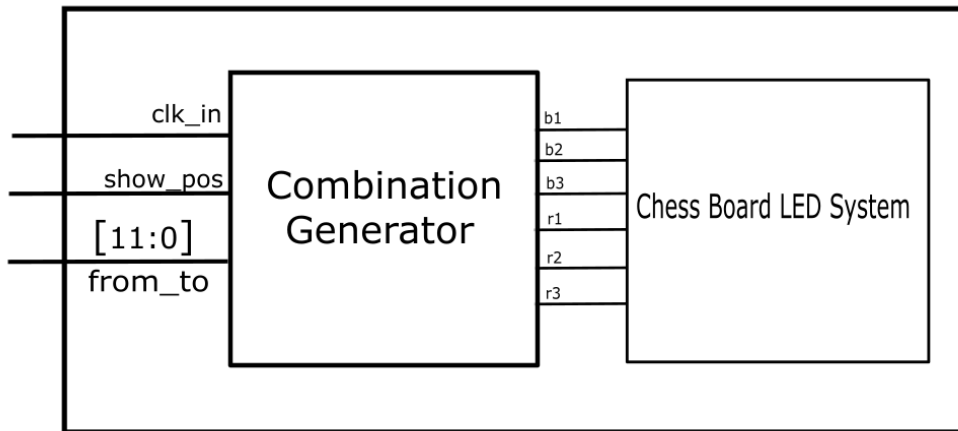 clk_in
show_pos
[11:0]
from_to
Combination
Generator
b1
b2
b3
r1
r2
r3
Chess Board LED System